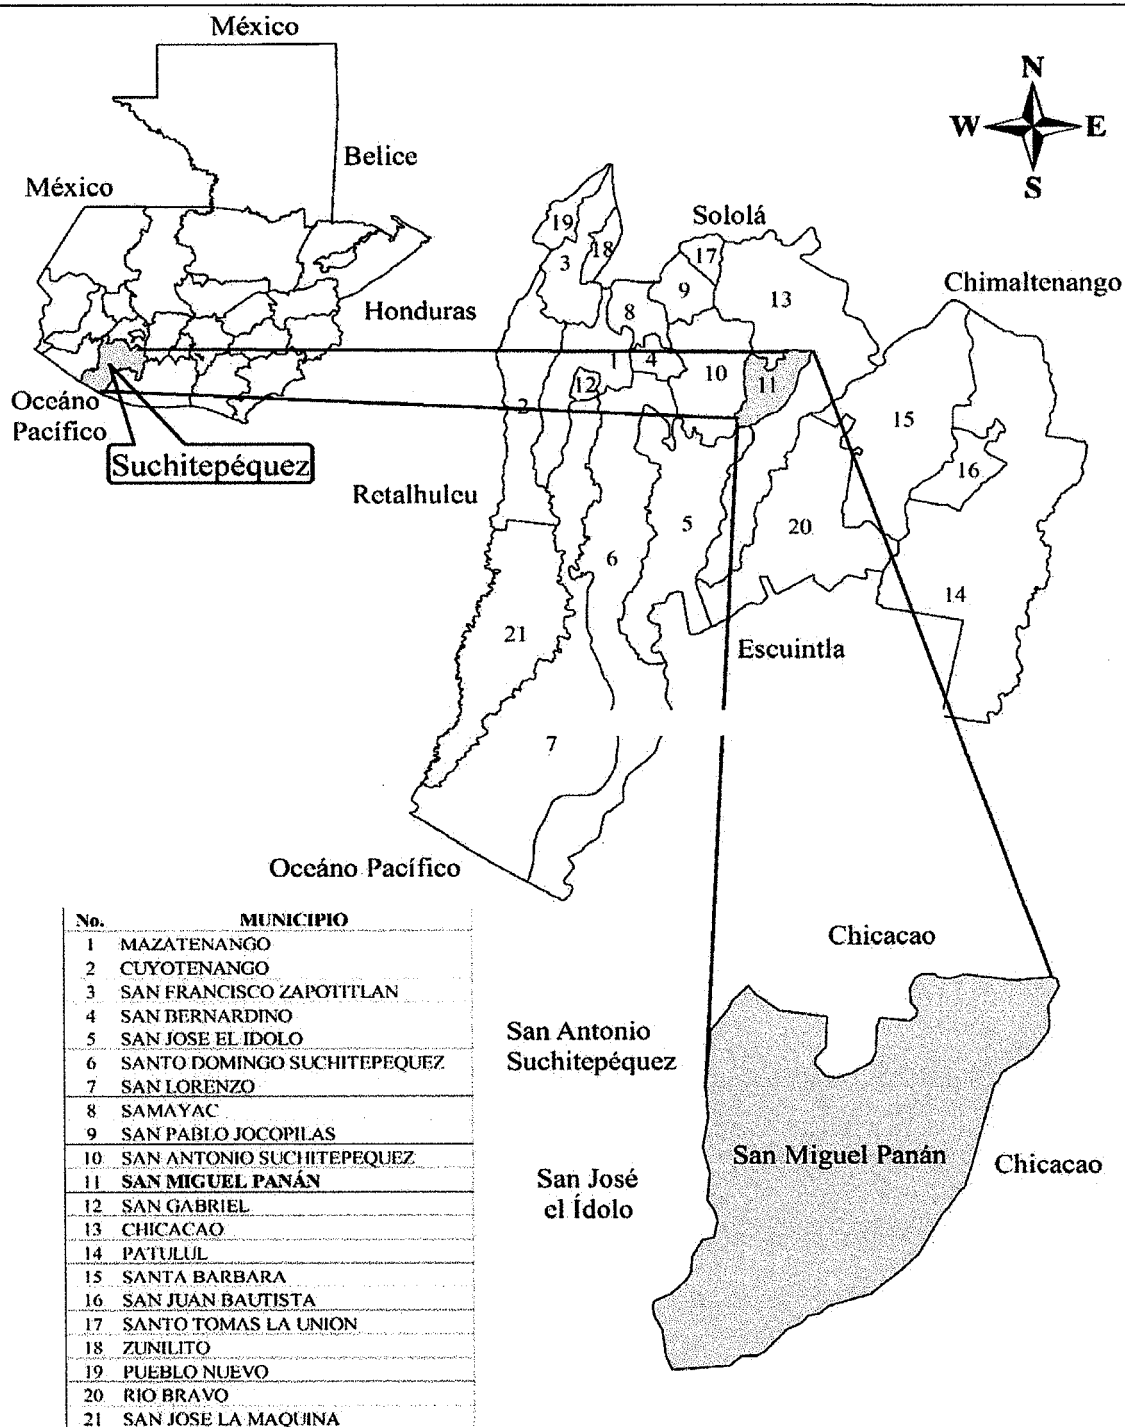 México
N
W E
S
Belice
México
Sololá
19
18
17
3
Chimaltenango
9
13
8
Honduras
1
4
10
11
12
2
15
Océáno
Pacífico
16
Suchitepéquez
Retalhuleu
5
20
6
14
21
Escuintla
7
Océáno Pacífico
No. MUNICIPIO
1 MAZATENANGO
2 CUYOTENANGO
3 SAN FRANCISCO ZAPOTITLAN
4 SAN BERNARDINO
5 SAN JOSE EL IDOLO
6 SANTO DOMINGO SUCHITEPEQUEZ
7 SAN LORENZO
8 SAMAYAC
9 SAN PABLO JOCOPILAS
10 SAN ANTONIO SUCHITEPEQUEZ
11 SAN MIGUEL PANÁN
12 SAN GABRIEL
13 CHICACAO
14 PATULUL
15 SANTA BARBARA
16 SAN JUAN BAUTISTA
17 SANTO TOMAS LA UNION
18 ZUNILITO
19 PUEBLO NUEVO
20 RIO BRAVO
21 SAN JOSE LA MAQUINA
Chicacao
San Antonio
Suchitepéquez
San Miguel Panán
Chicacao
San José
el Ídolo